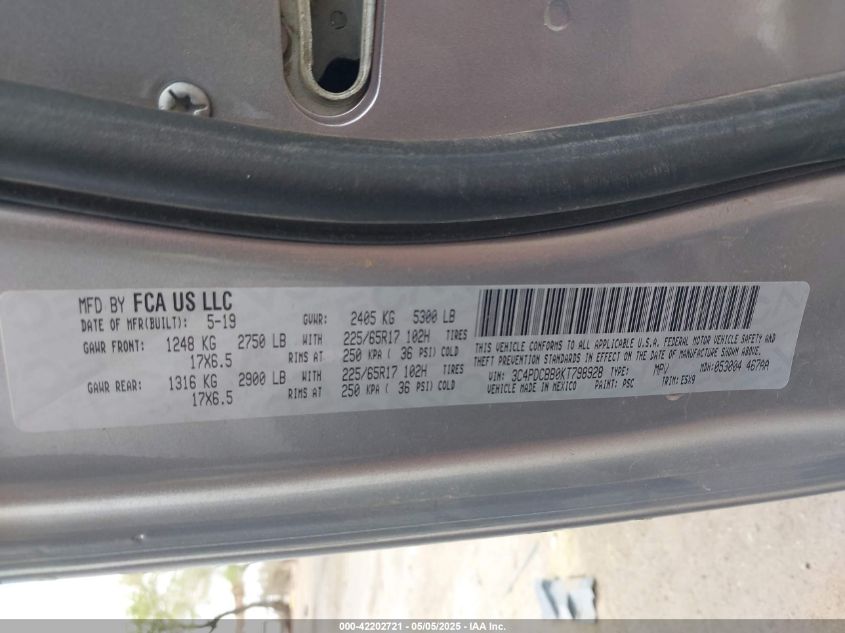 MFD BY FCA US LLC
DATE OF MFR(BUILT): 5-19 GVWR: 2405 KG 5300 LB
GAWR FRONT: 1248 KG 2750 LB WITH 225/65R17 102H TIRES
17X6.5 RIMS AT 250 KPA ( 36 PSI) COLD
GAWR REAR: 1316 KG 2900 LB WITH 225/65R17 102H TIRES
17X6.5 RIMS AT 250 KPA ( 36 PSI) COLD
THIS VEHICLE CONFORMS TO ALL APPLICABLE U.S.A. FEDERAL MOTOR VEHICLE SAFETY AND
THEFT PREVENTION STANDARDS IN EFFECT ON THE DATE OF MANUFACTURE SHOWN ABOVE.
VIN: 3C4PDCBB0KT798928 TYPE: MPV MDH:053004 467AA
VEHICLE MADE IN MEXICO PAINT: PSC TRIM:
000-42202721 - 05/05/2025 - IAA Inc.